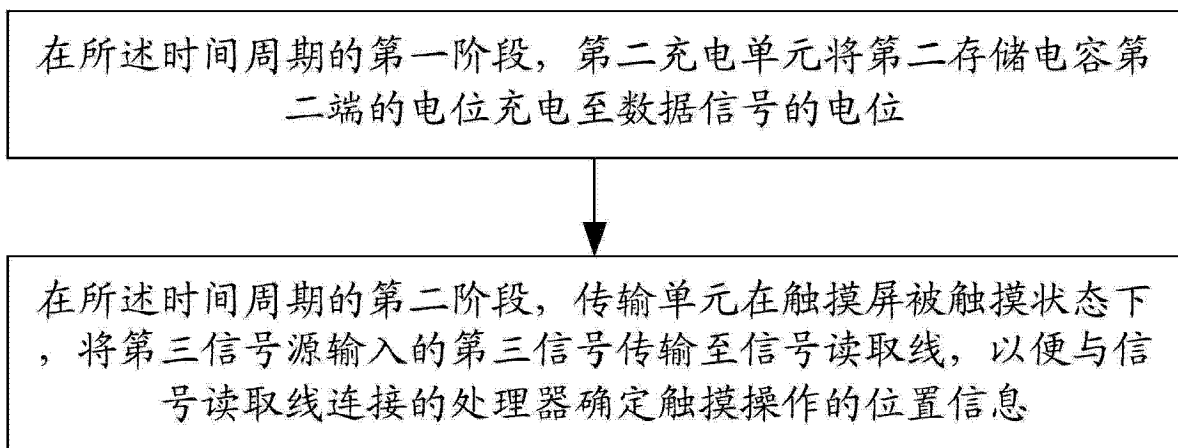 在所述时间周期的第一阶段，第二充电单元将第二存储电容第
二端的电位充电至数据信号的电位
在所述时间周期的第二阶段，传输单元在触摸屏被触摸状态下
，将第三信号源输入的第三信号传输至信号读取线，以便与信
号读取线连接的处理器确定触摸操作的位置信息